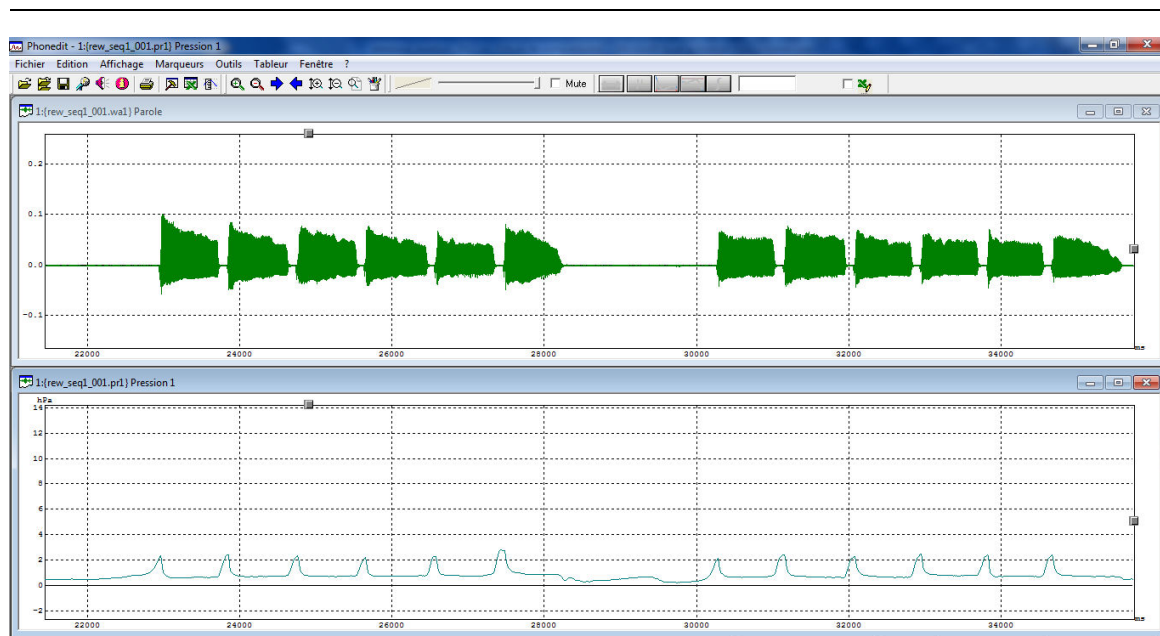 Phonedit - 1:{rew_seq1_001.pr1} Pression 1
Fichier Edition Affichage Marqueurs Outils Tableur Fenêtre ?
Mute
1:{rew_seq1_001.wa1} Parole
0.2
0.1
0.0
-0.1
22000 24000 26000 28000 30000 32000 34000 ms
1:{rew_seq1_001.pr1} Pression 1
hPa
14
12
10
8
6
4
2
0
-2
22000 24000 26000 28000 30000 32000 34000 ms